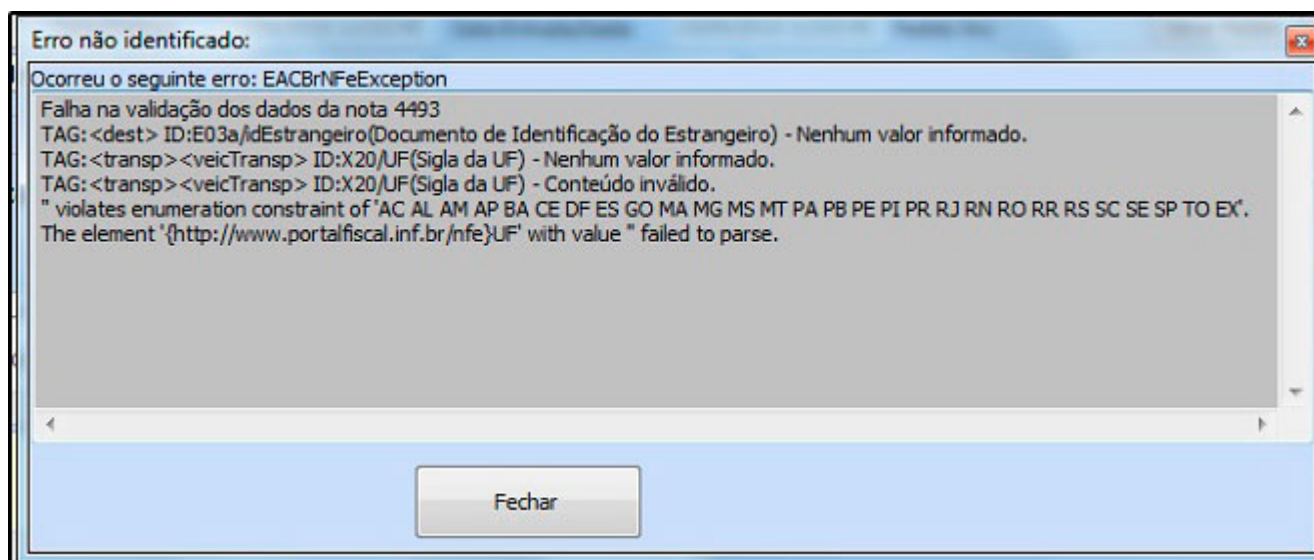 Erro não identificado:
Ocorreu o seguinte erro: EACBrNFeException
Falha na validação dos dados da nota 4493
TAG:<dest> ID:E03a/idEstrangeiro(Documento de Identificação do Estrangeiro) - Nenhum valor informado.
TAG:<transp><veicTransp> ID:X20/UF(Sigla da UF) - Nenhum valor informado.
TAG:<transp><veicTransp> ID:X20/UF(Sigla da UF) - Conteúdo inválido.
'' violates enumeration constraint of 'AC AL AM AP BA CE DF ES GO MA MG MS MT PA PB PE PI PR RJ RN RO RR RS SC SE SP TO EX'.
The element '{http://www.portalfiscal.inf.br/nfe}UF' with value '' failed to parse.
Fechar